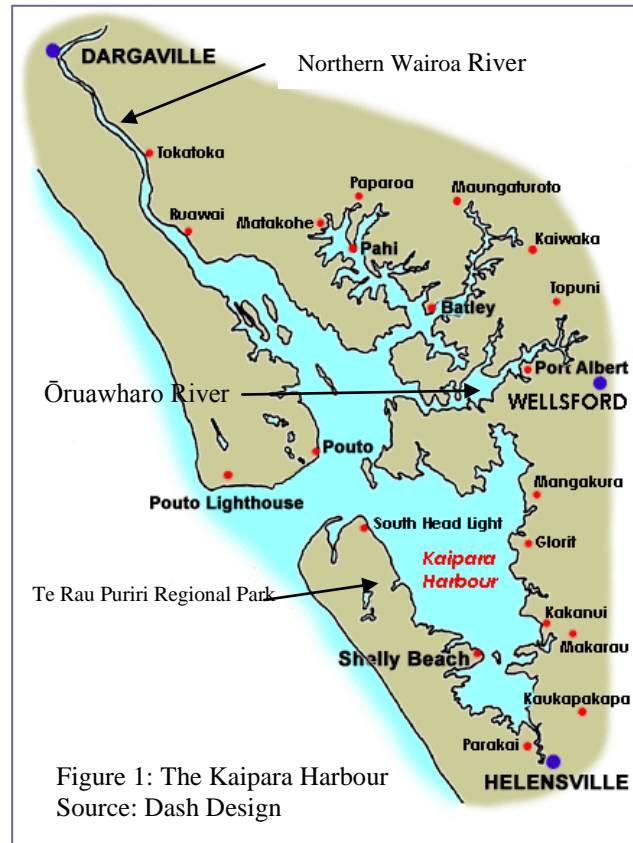 DARGAVILLE
Northern Wairoa River
Tokatoka
Paparoa
Maungaturoto
Ruawai
Matakohe
Kaiwaka
Pahi
Topuni
Batley
Port Albert
Ōruawharo River
WELLSFORD
Pouto
Pouto Lighthouse
Mangakura
South Head Light
Glorit
Kaipara
Harbour
Te Rau Puriri Regional Park
Kakanui
Makarau
Shelly Beach
Kaukapakapa
Parakai
HELENSVILLE
Figure 1: The Kaipara Harbour
Source: Dash Design